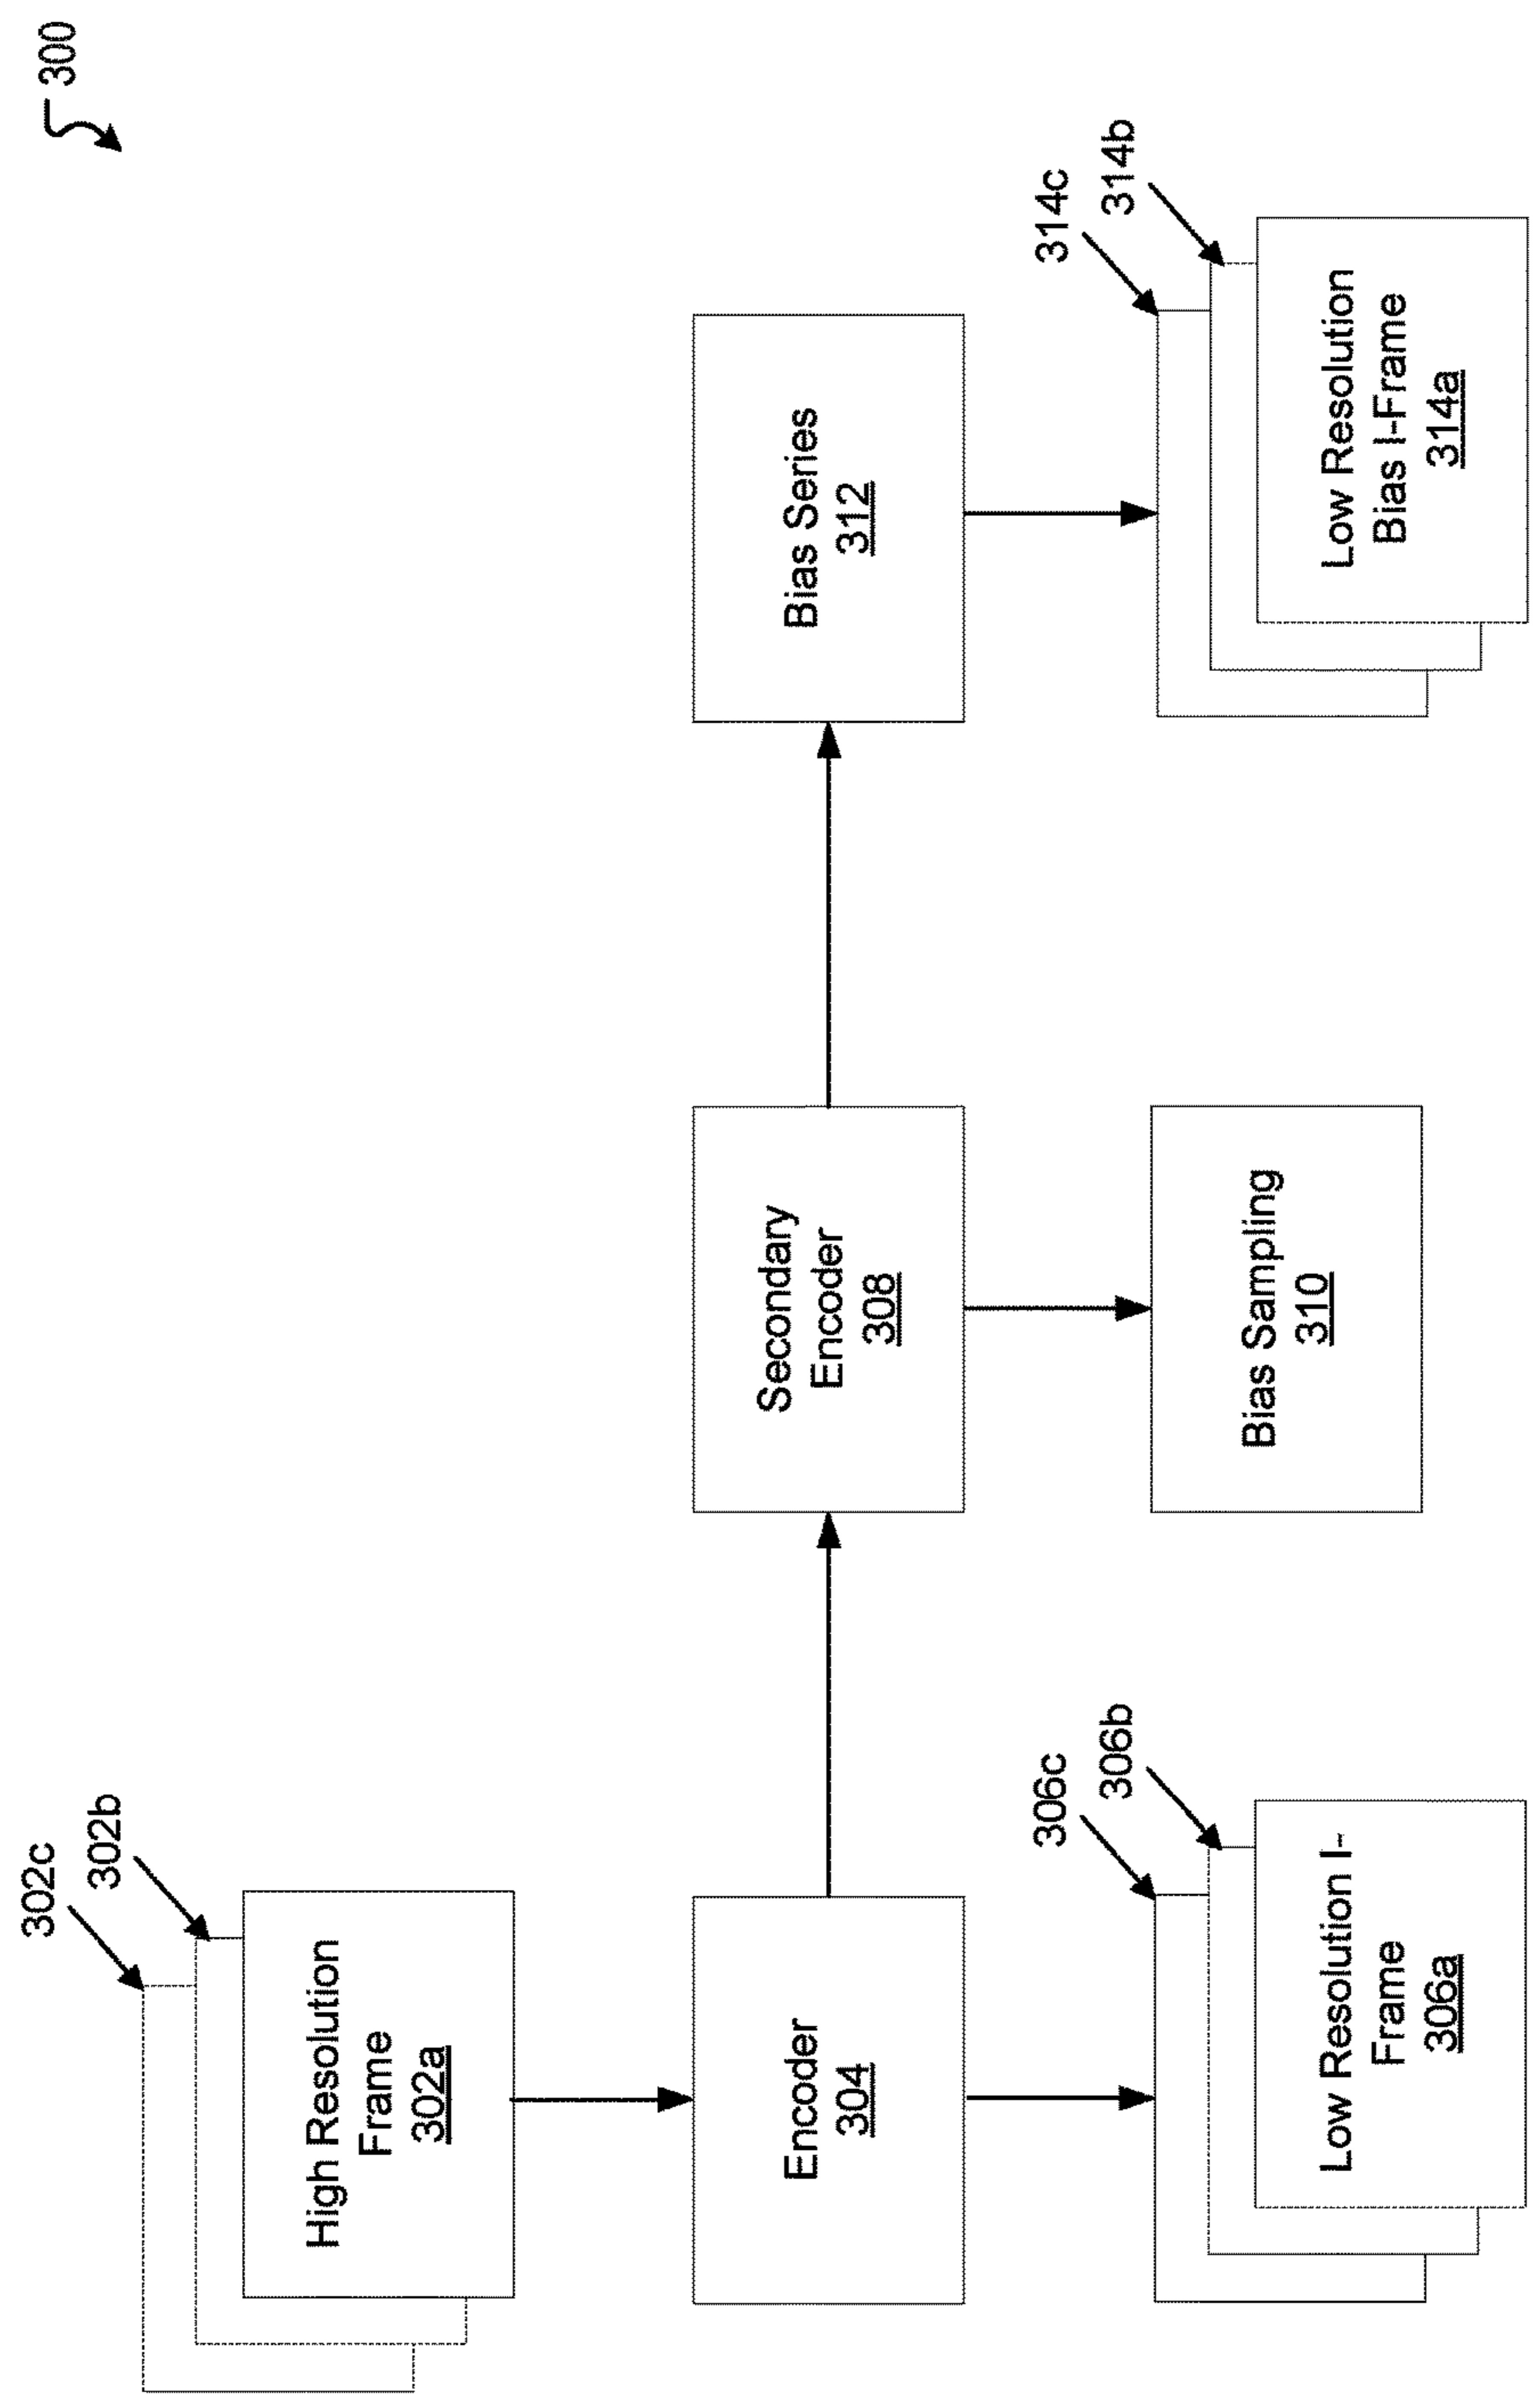 300
302c
302b
High Resolution
Frame
302a
Encoder
304
Secondary
Encoder
308
Bias Series
312
306c
306b
Low Resolution I-
Frame
306a
Bias Sampling
310
314c
314b
Low Resolution
Bias I-Frame
314a